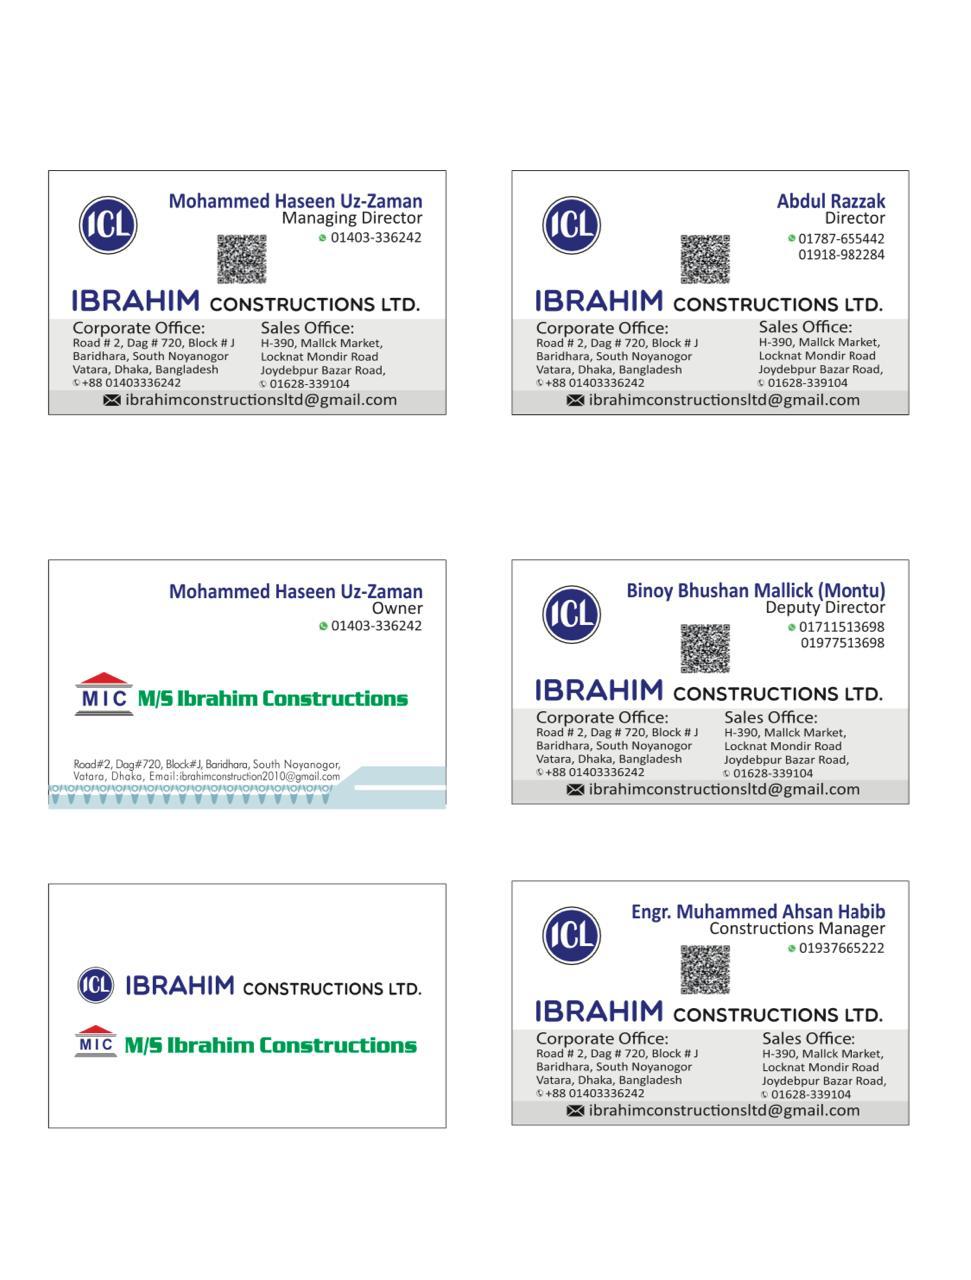 ICL
Mohammed Haseen Uz-Zaman
Managing Director
01403-336242
IBRAHIM CONSTRUCTIONS LTD.
Corporate Office:
Road # 2, Dag # 720, Block # J
Baridhara, South Noyanogor
Vatara, Dhaka, Bangladesh
+88 01403336242
Sales Office:
H-390, Mallck Market,
Locknat Mondir Road
Joydebpur Bazar Road,
01628-339104
ibrahimconstructionsltd@gmail.com
ICL
Abdul Razzak
Director
01787-655442
01918-982284
IBRAHIM CONSTRUCTIONS LTD.
Corporate Office:
Road # 2, Dag # 720, Block # J
Baridhara, South Noyanogor
Vatara, Dhaka, Bangladesh
+88 01403336242
Sales Office:
H-390, Mallck Market,
Locknat Mondir Road
Joydebpur Bazar Road,
01628-339104
ibrahimconstructionsltd@gmail.com
Mohammed Haseen Uz-Zaman
Owner
01403-336242
MIC M/S Ibrahim Constructions
Road#2, Dag#720, Block#J, Baridhara, South Noyanogor,
Vatara, Dhaka, Email:ibrahimconstruction2010@gmail.com
ICL
Binoy Bhushan Mallick (Montu)
Deputy Director
01711513698
01977513698
IBRAHIM CONSTRUCTIONS LTD.
Corporate Office:
Road # 2, Dag # 720, Block # J
Baridhara, South Noyanogor
Vatara, Dhaka, Bangladesh
+88 01403336242
Sales Office:
H-390, Mallck Market,
Locknat Mondir Road
Joydebpur Bazar Road,
01628-339104
ibrahimconstructionsltd@gmail.com
ICL IBRAHIM CONSTRUCTIONS LTD.
MIC M/S Ibrahim Constructions
ICL
Engr. Muhammed Ahsan Habib
Constructions Manager
01937665222
IBRAHIM CONSTRUCTIONS LTD.
Corporate Office:
Road # 2, Dag # 720, Block # J
Baridhara, South Noyanogor
Vatara, Dhaka, Bangladesh
+88 01403336242
Sales Office:
H-390, Mallck Market,
Locknat Mondir Road
Joydebpur Bazar Road,
01628-339104
ibrahimconstructionsltd@gmail.com